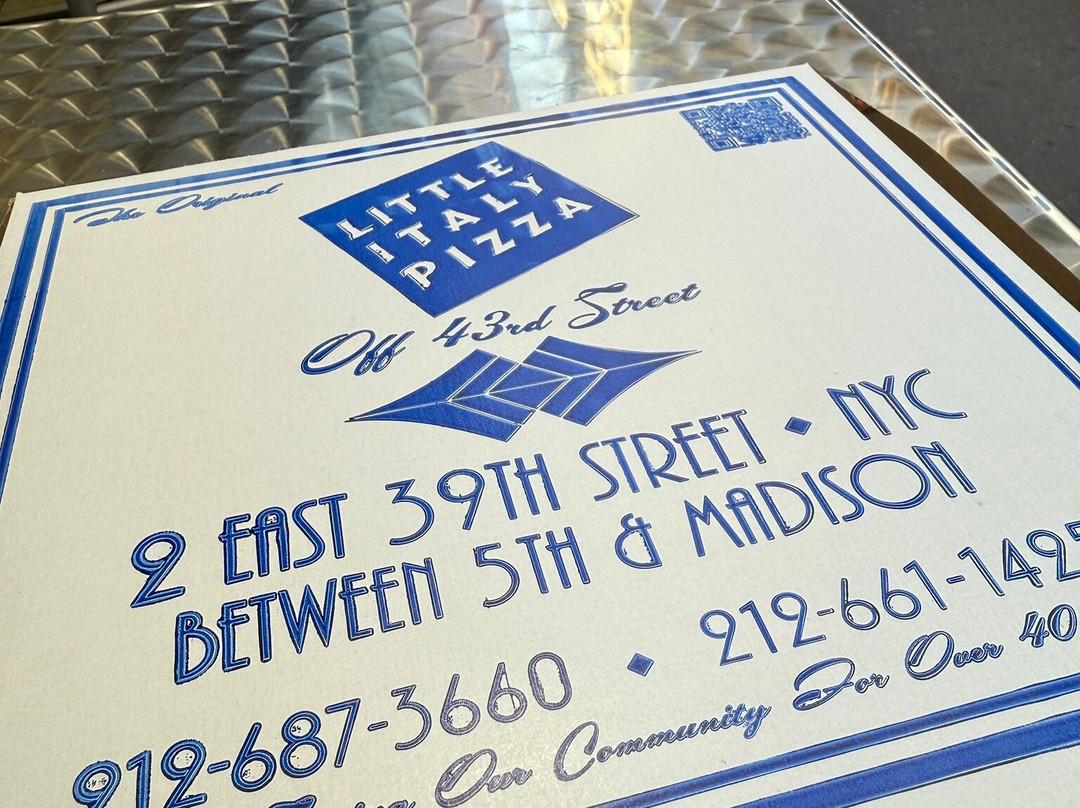 The Original
LITTLE
ITALY
PIZZA
Off 43rd Street
2 EAST 39TH STREET ◆ NYC
BETWEEN 5TH & MADISON
212-687-3660 ◆ 212-661-1425
Our Community For Over 40